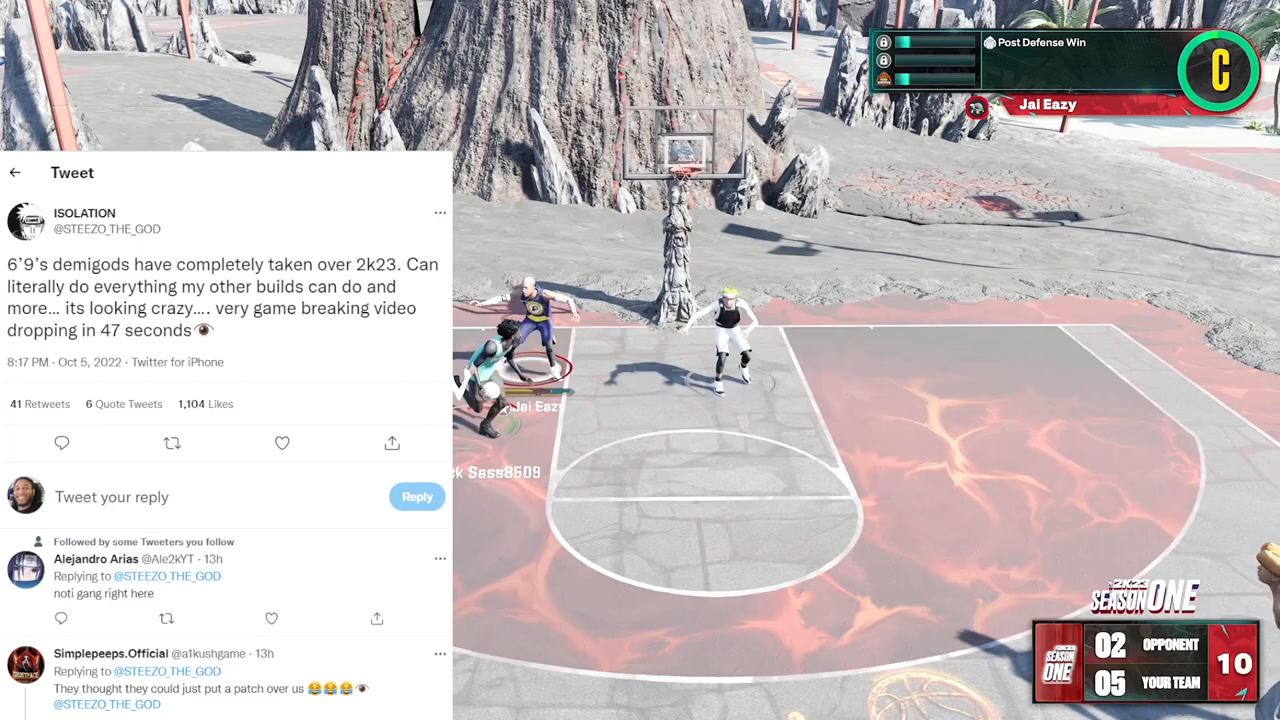 Tweet
ISOLATION
@STEEZO_THE_GOD
6’9’s demigods have completely taken over 2k23. Can
literally do everything my other builds can do and
more… its looking crazy…. very game breaking video
dropping in 47 seconds👁
8:17 PM · Oct 5, 2022 · Twitter for iPhone
41 Retweets 6 Quote Tweets 1,104 Likes
Tweet your reply
Reply
Followed by some Tweeters you follow
Alejandro Arias @Ale2kYT · 13h
Replying to @STEEZO_THE_GOD
noti gang right here
Simplepeeps.Official @a1kushgame · 13h
Replying to @STEEZO_THE_GOD
They thought they could just put a patch over us 😂😂😂 👁
@STEEZO_THE_GOD
Post Defense Win
C
Jai Eazy
Jai Eazy
ck Sass8509
2K23
SEASON ONE
SEASON
ONE
02 OPPONENT
05 YOUR TEAM
10